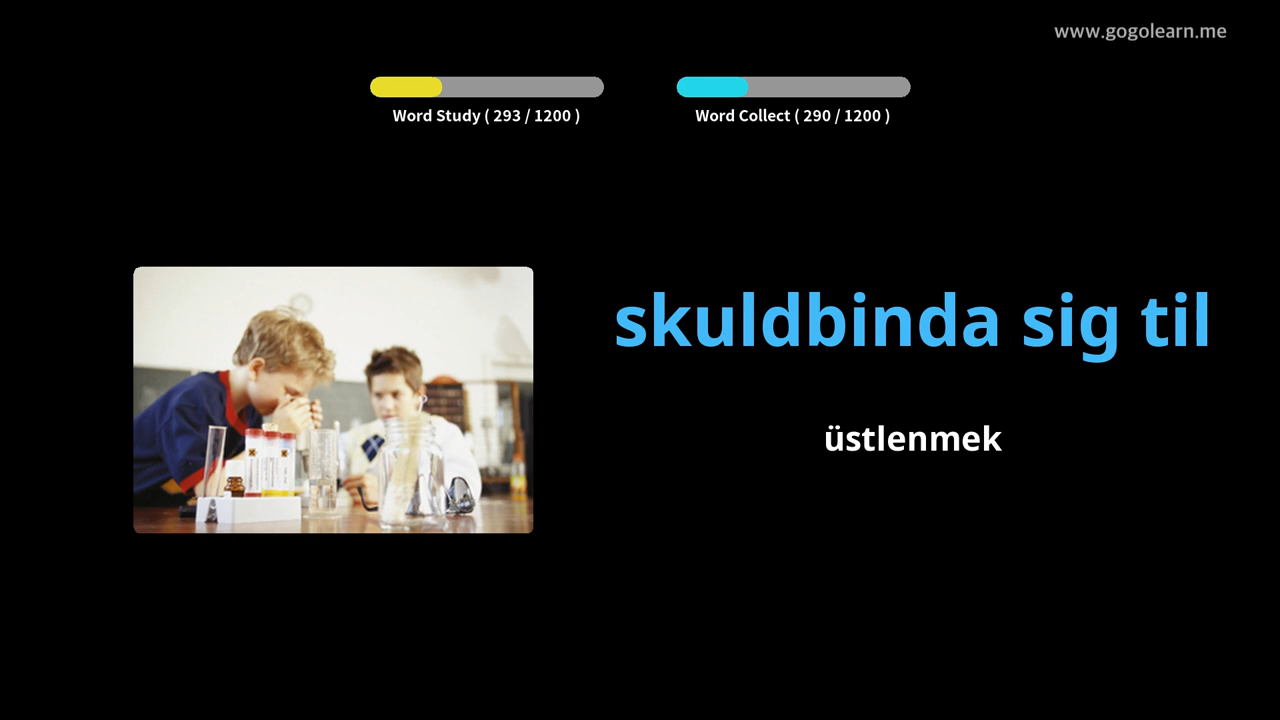 www.gogolearn.me
Word Study ( 293 / 1200 )
Word Collect ( 290 / 1200 )
skuldbinda sig til
üstlenmek